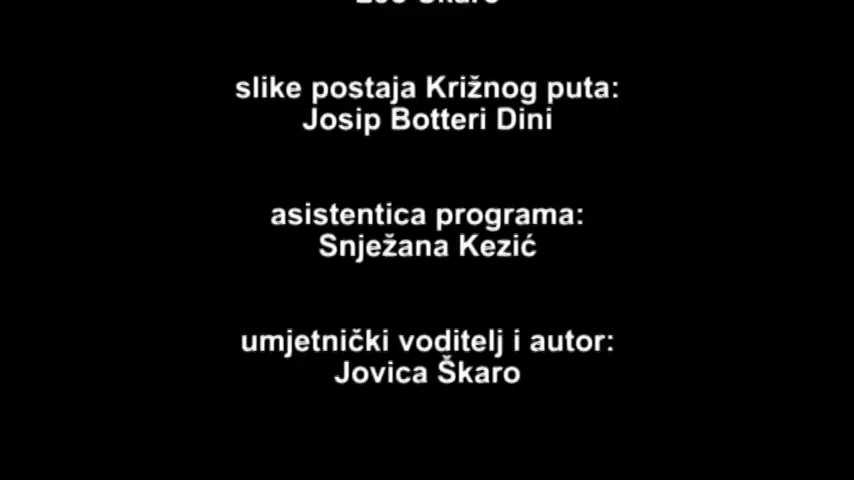 slike postaja Križnog puta:
Josip Botteri Dini
asistentica programa:
Snježana Kezić
umjetnički voditelj i autor:
Jovica Škaro